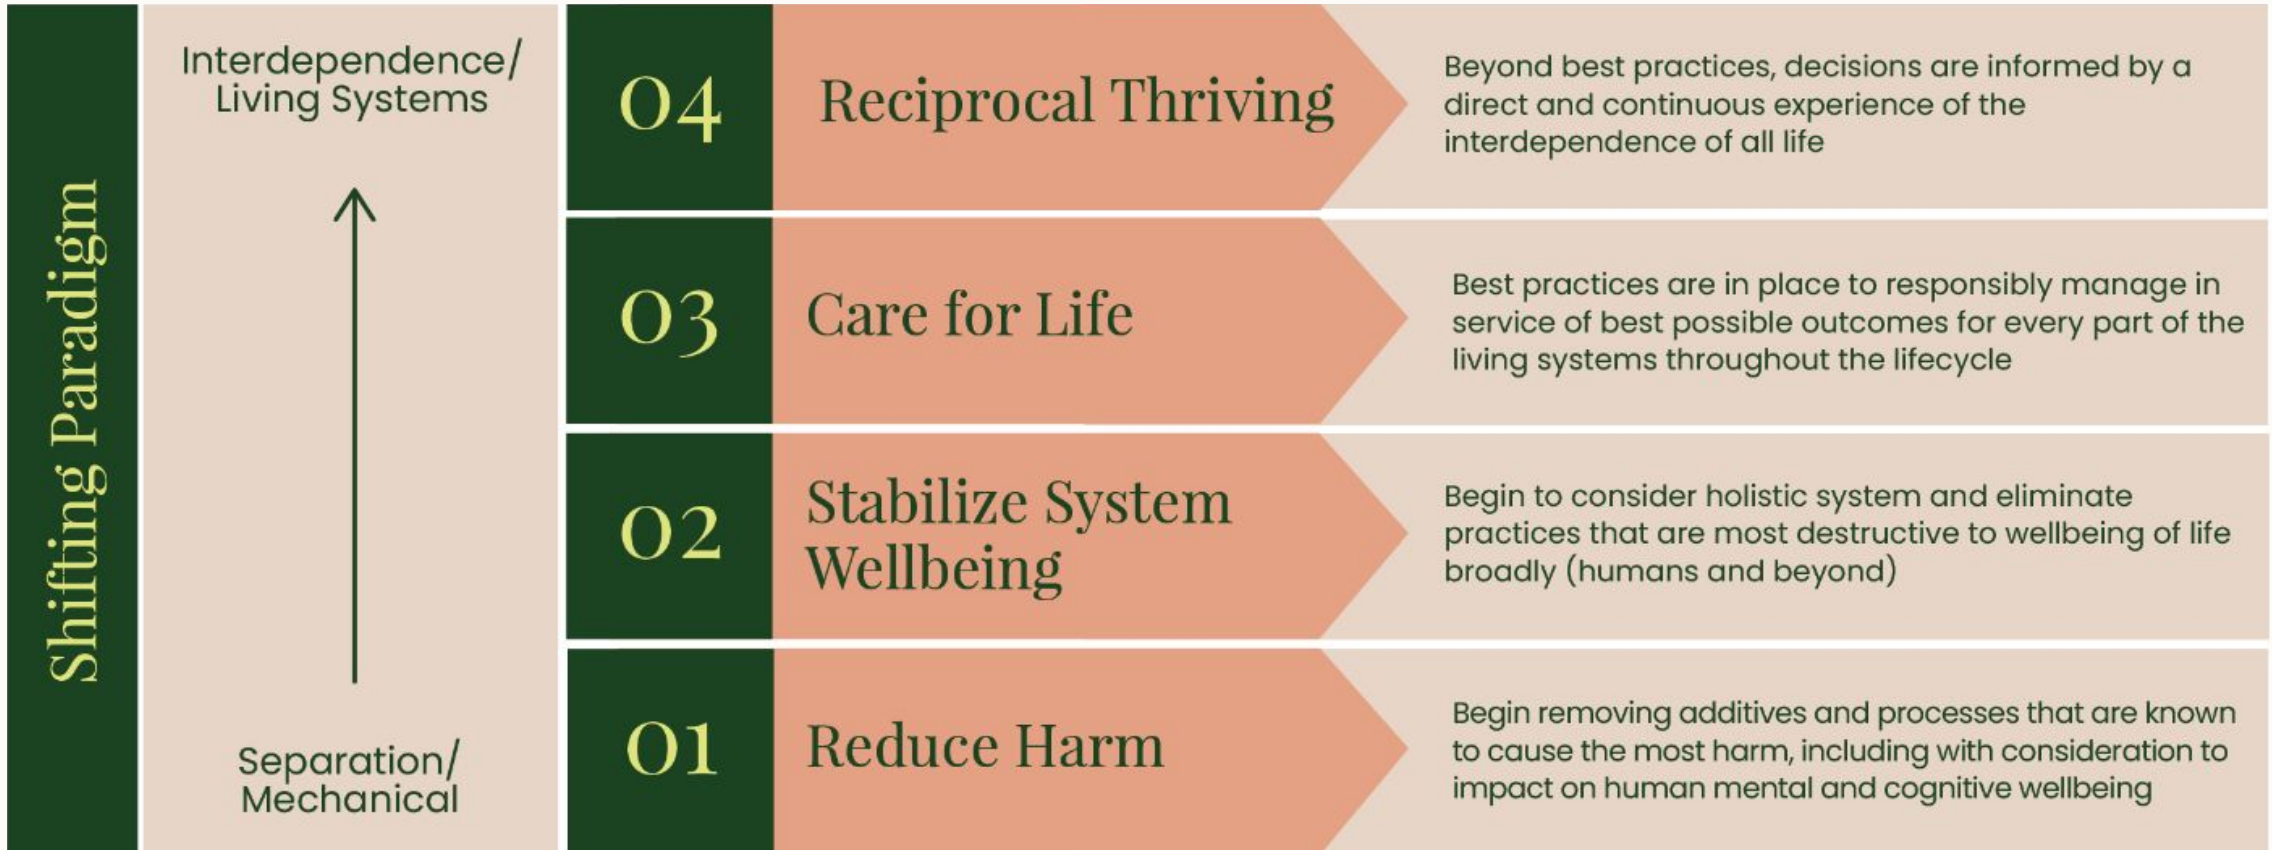 Shifting Paradigm
Interdependence/
Living Systems
Separation/
Mechanical
04
Reciprocal Thriving
Beyond best practices, decisions are informed by a
direct and continuous experience of the
interdependence of all life
03
Care for Life
Best practices are in place to responsibly manage in
service of best possible outcomes for every part of the
living systems throughout the lifecycle
02
Stabilize System
Wellbeing
Begin to consider holistic system and eliminate
practices that are most destructive to wellbeing of life
broadly (humans and beyond)
01
Reduce Harm
Begin removing additives and processes that are known
to cause the most harm, including with consideration to
impact on human mental and cognitive wellbeing